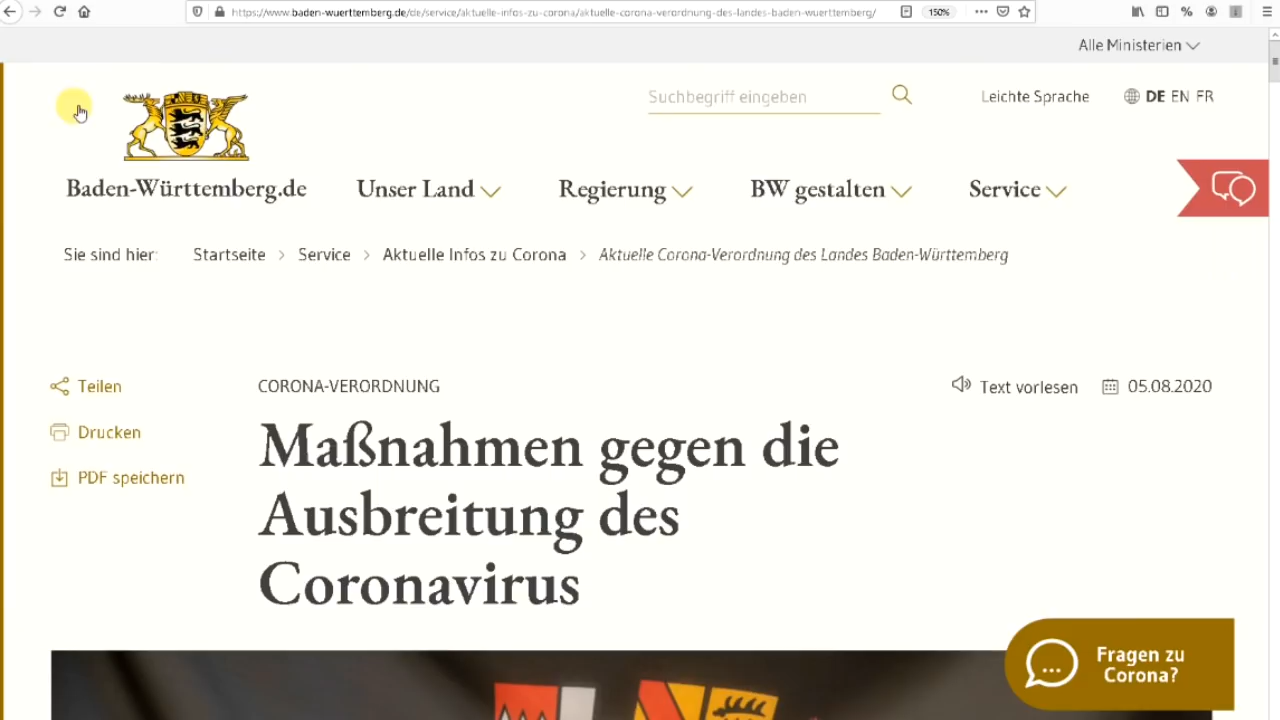 https://www.baden-wuerttemberg.de/de/service/aktuelle-infos-zu-corona/aktuelle-corona-verordnung-des-landes-baden-wuerttemberg/
150%
Alle Ministerien
Suchbegriff eingeben
Leichte Sprache
DE EN FR
Baden-Württemberg.de
Unser Land
Regierung
BW gestalten
Service
Sie sind hier: Startseite > Service > Aktuelle Infos zu Corona > Aktuelle Corona-Verordnung des Landes Baden-Württemberg
Teilen
Drucken
PDF speichern
CORONA-VERORDNUNG
Text vorlesen
05.08.2020
Maßnahmen gegen die
Ausbreitung des
Coronavirus
Fragen zu
Corona?